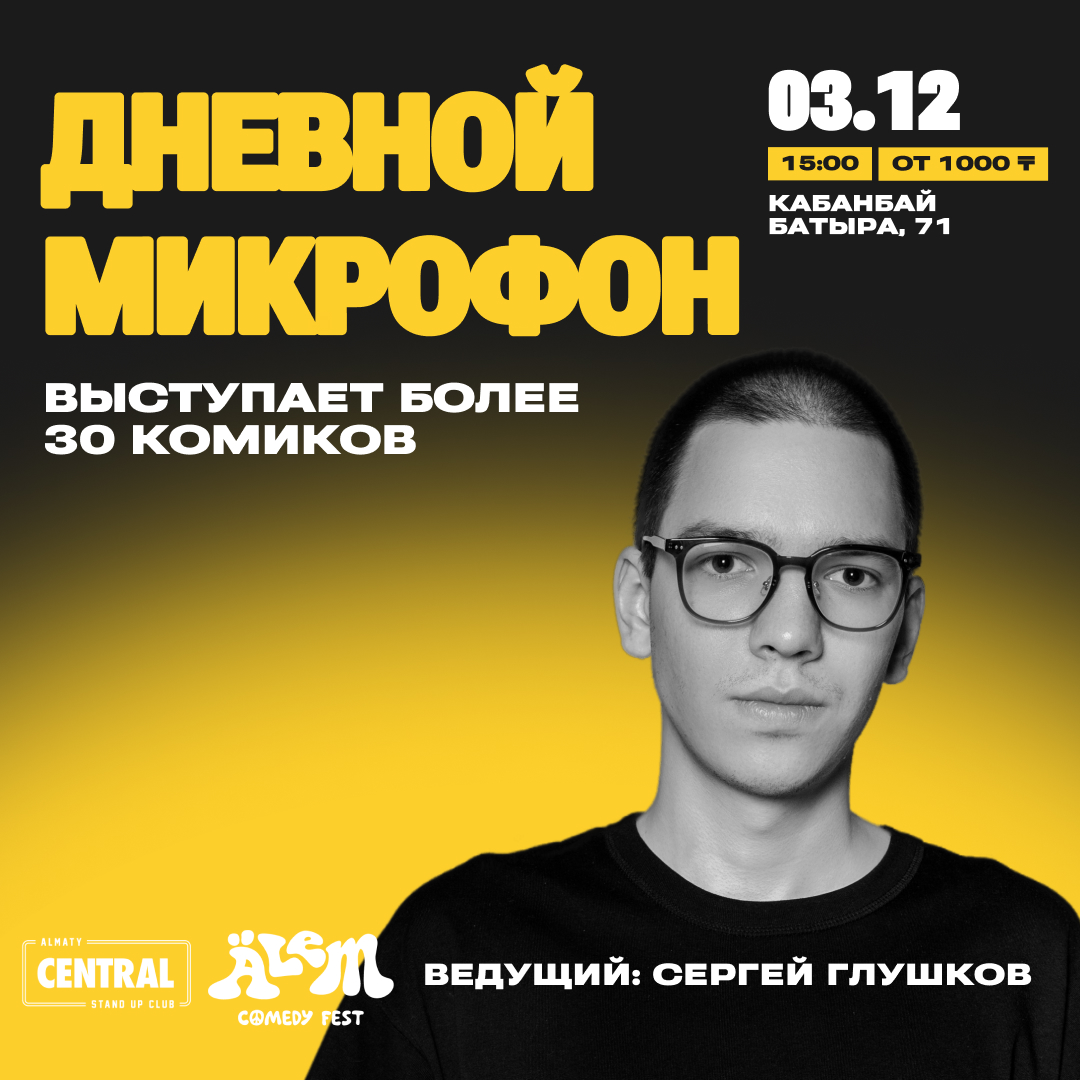 ДНЕВНОЙ
МИКРОФОН
03.12
15:00
ОТ 1000 ₸
КАБАНБАЙ
БАТЫРА, 71
ВЫСТУПАЕТ БОЛЕЕ
30 КОМИКОВ
ALMATY
CENTRAL
STAND UP CLUB
ÄLEM
COMEDY FEST
ВЕДУЩИЙ: СЕРГЕЙ ГЛУШКОВ